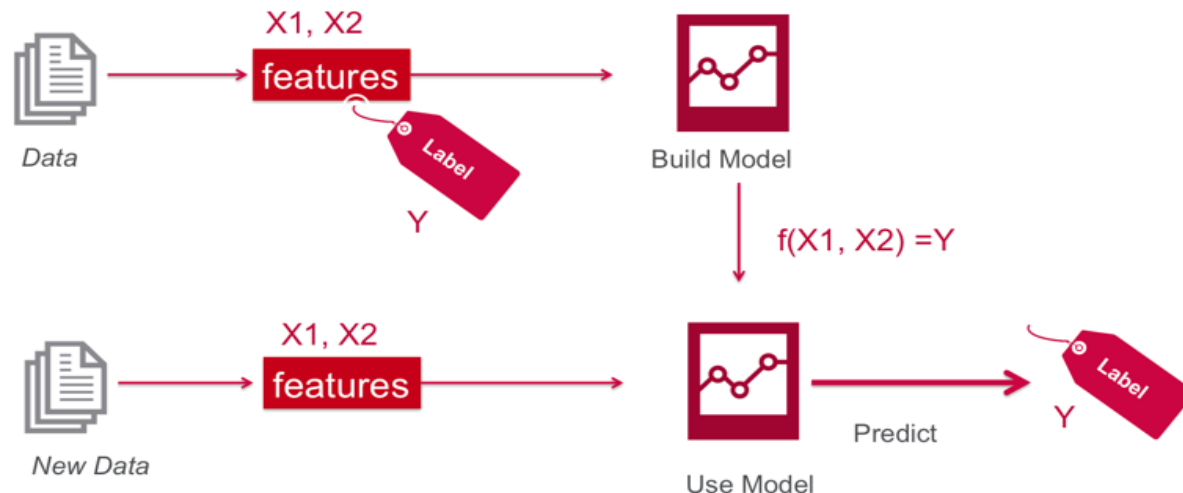 X1, X2
features
Data
Label
Y
Build Model
f(X1, X2) =Y
X1, X2
features
New Data
Use Model
Predict
Label
Y